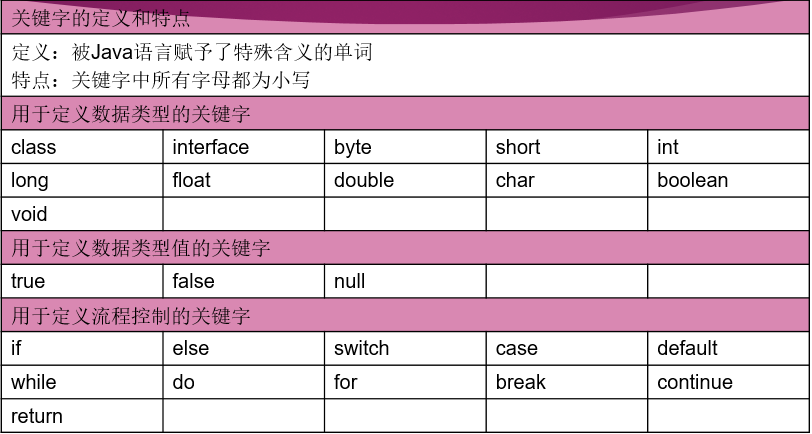 关键字的定义和特点
定义：被Java语言赋予了特殊含义的单词
特点：关键字中所有字母都为小写
用于定义数据类型的关键字
class interface byte short int
long float double char boolean
void
用于定义数据类型值的关键字
true false null
用于定义流程控制的关键字
if else switch case default
while do for break continue
return